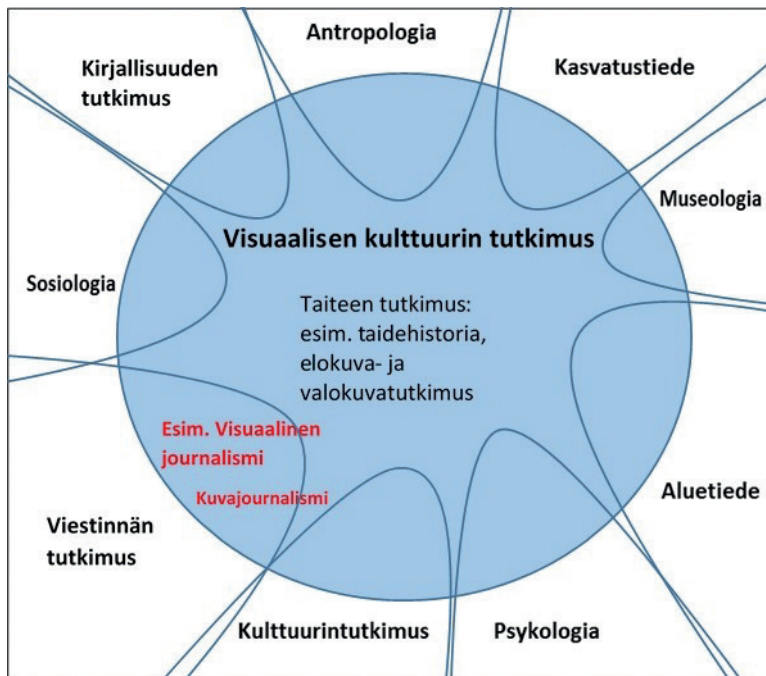 Antropologia
Kirjallisuuden
tutkimus
Kasvatustiede
Museologia
Visuaalisen kulttuurin tutkimus
Sosiologia
Taiteen tutkimus:
esim. taidehistoria,
elokuva- ja
valokuvatutkimus
Esim. Visuaalinen
journalismi
Kuvajournalismi
Aluetiede
Viestinnän
tutkimus
Kulttuurintutkimus
Psykologia